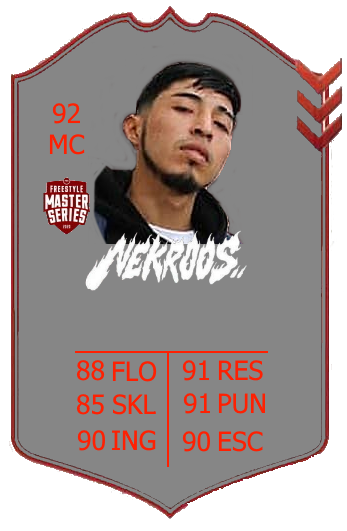 92
MC
FREESTYLE
MASTER
SERIES
NEKROOS..
88 FLO
91 RES
85 SKL
91 PUN
90 ING
90 ESC